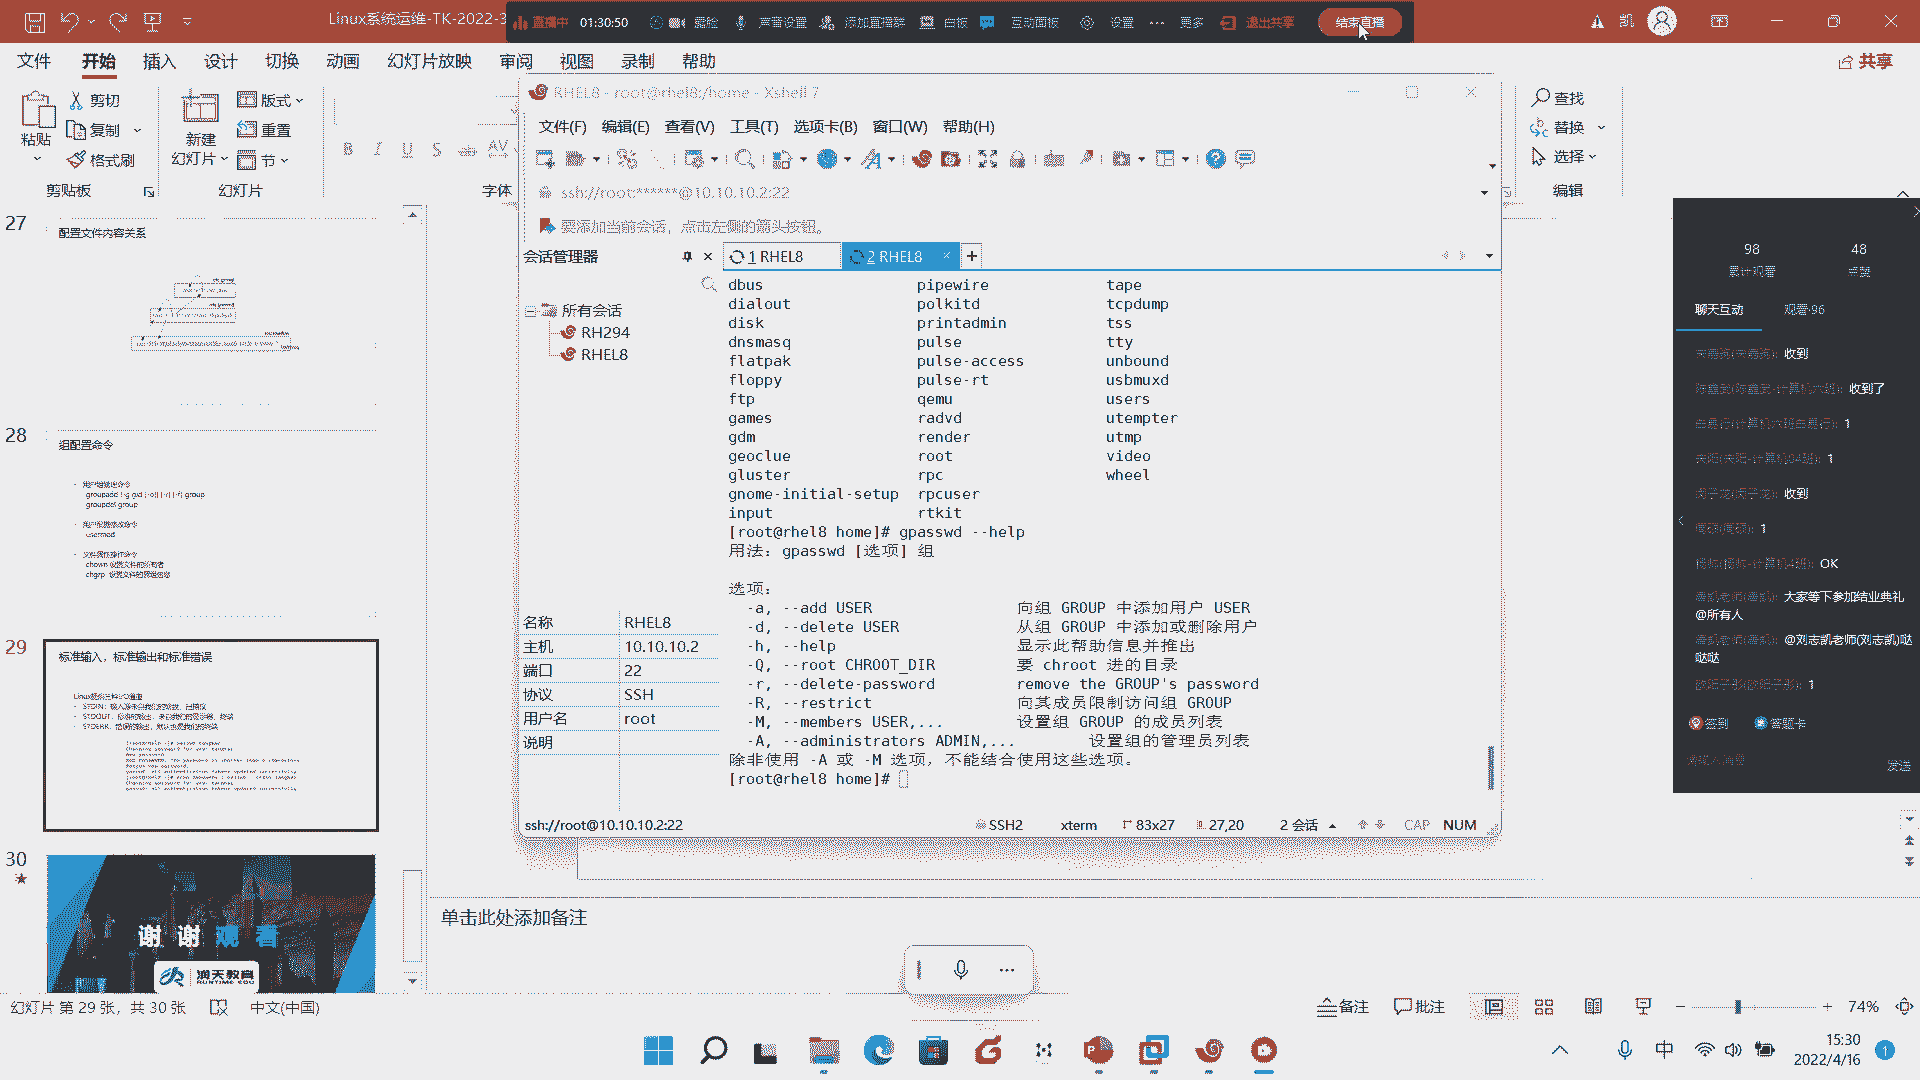 Linux系统运维-TK-2022-3
直播中 01:30:50 露脸 声音设置 添加直播群 白板 互动面板 设置 更多 退出共享 结束直播
文件 开始 插入 设计 切换 动画 幻灯片放映 审阅 视图 录制 帮助
共享
粘贴 剪切 复制 格式刷
剪贴板
新建
幻灯片 版式 重置 节
幻灯片
字体
查找
替换
选择
编辑
27
配置文件内容关系
28
组配置命令
groupdel group
usermod
chown 设置文件的所有者
29
标准输入，标准输出和标准错误
30
谢谢观看
润天教育
RUNTIME EDU
RHEL8 - root@rhel8:/home - Xshell 7
文件(F) 编辑(E) 查看(V) 工具(T) 选项卡(B) 窗口(W) 帮助(H)
ssh://root:******@10.10.10.2:22
要添加当前会话，点击左侧的箭头按钮。
会话管理器
1 RHEL8
2 RHEL8
所有会话
RH294
RHEL8
名称 RHEL8
主机 10.10.10.2
端口 22
协议 SSH
用户名 root
说明
dbus pipewire tape
dialout polkitd tcpdump
disk printadmin tss
dnsmasq pulse tty
flatpak pulse-access unbound
floppy pulse-rt usbmuxd
ftp qemu users
games radvd utempter
gdm render utmp
geoclue root video
gluster rpc wheel
gnome-initial-setup rpcuser
input rtkit
[root@rhel8 home]# gpasswd --help
用法：gpasswd [选项] 组
选项：
-a, --add USER 向组 GROUP 中添加用户 USER
-d, --delete USER 从组 GROUP 中添加或删除用户
-h, --help 显示此帮助信息并推出
-Q, --root CHROOT_DIR 要 chroot 进的目录
-r, --delete-password remove the GROUP's password
-R, --restrict 向其成员限制访问组 GROUP
-M, --members USER,... 设置组 GROUP 的成员列表
-A, --administrators ADMIN,... 设置组的管理员列表
除非使用 -A 或 -M 选项，不能结合使用这些选项。
[root@rhel8 home]#
ssh://root@10.10.10.2:22 SSH2 xterm 83x27 27,20 2 会话 CAP NUM
98 48
累计观看 点赞
聊天互动 观看·96
收到
收到了
1
1
收到
1
OK
大家等下参加结业典礼
@所有人
@刘志凯老师(刘志凯)哒
哒哒
1
签到 答题卡
发送
单击此处添加备注
幻灯片 第 29 张，共 30 张 中文(中国)
备注 批注 74%
中 15:30
2022/4/16 1